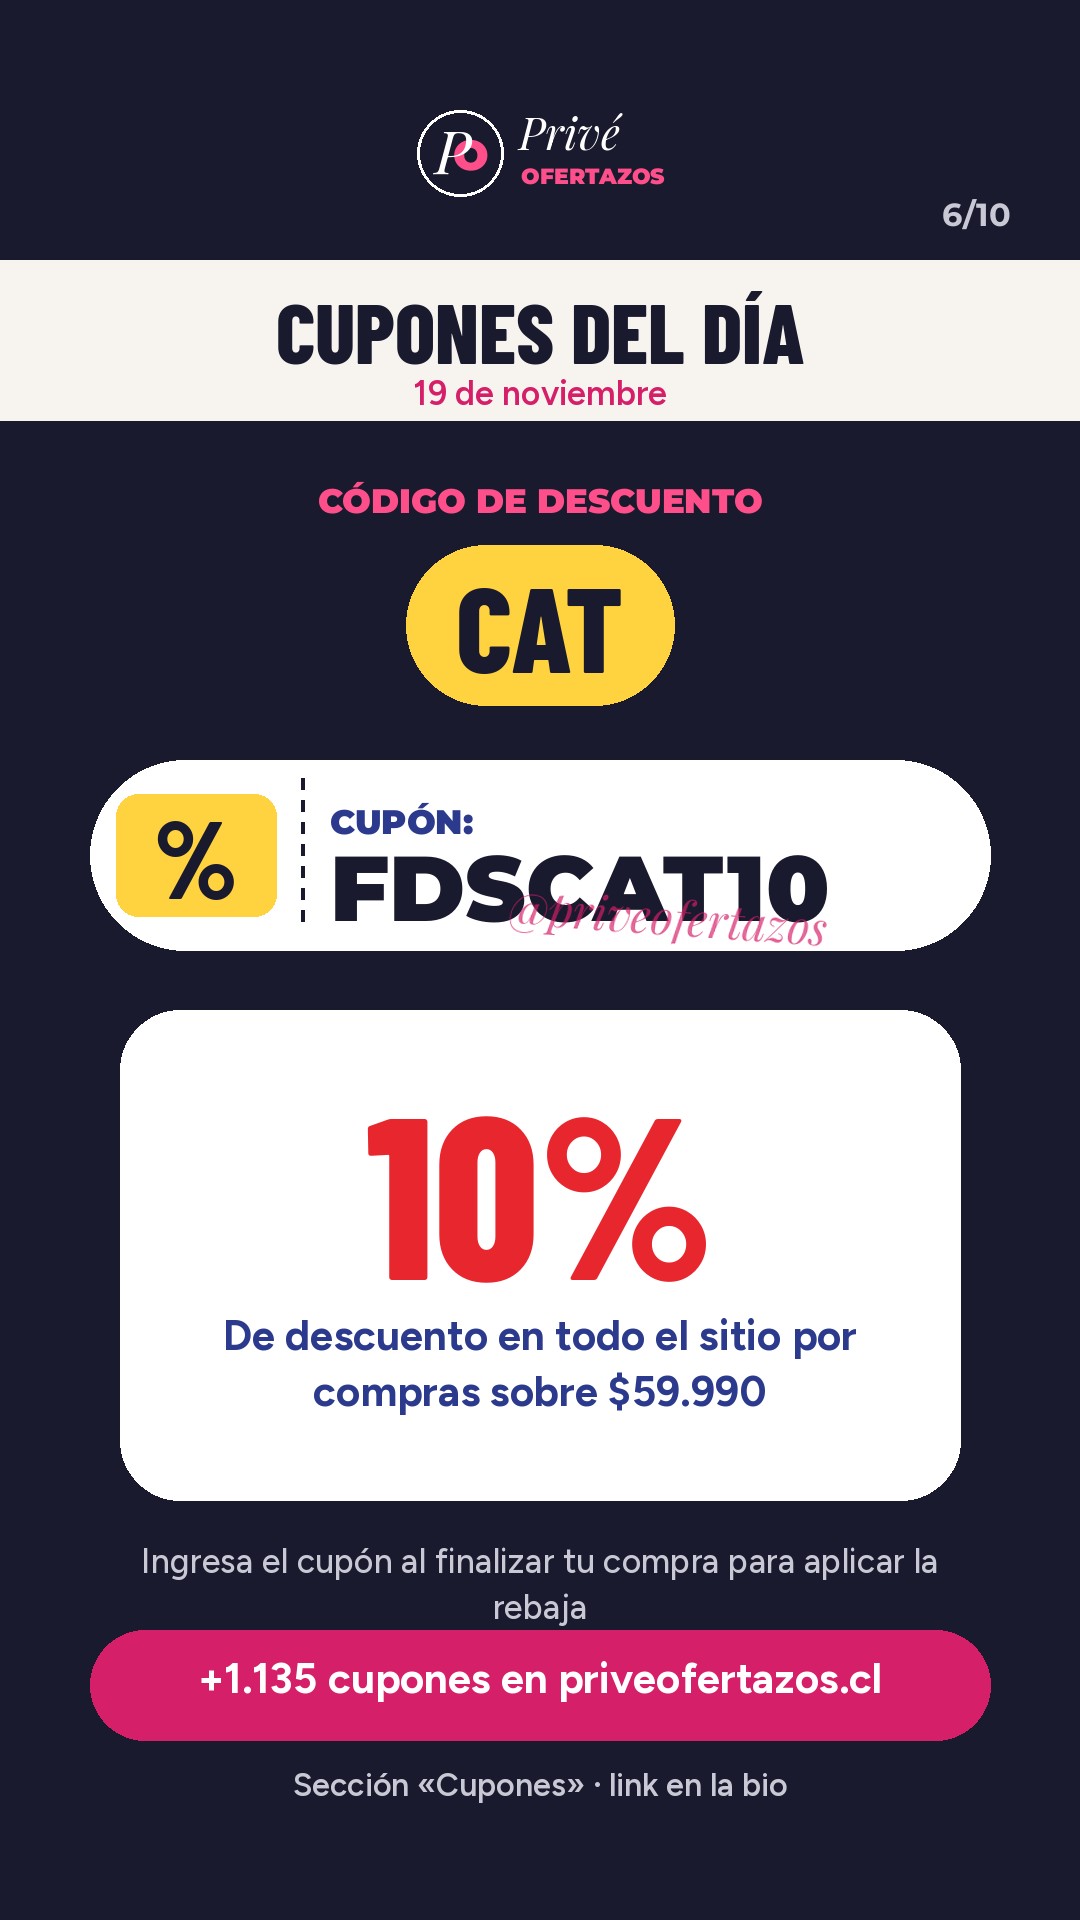 PO
Privé
OFERTAZOS
6/10
CUPONES DEL DÍA
19 de noviembre
CÓDIGO DE DESCUENTO
CAT
%
CUPÓN:
FDSCAT10
@priveofertazos
10%
De descuento en todo el sitio por
compras sobre $59.990
Ingresa el cupón al finalizar tu compra para aplicar la
rebaja
+1.135 cupones en priveofertazos.cl
Sección «Cupones» · link en la bio